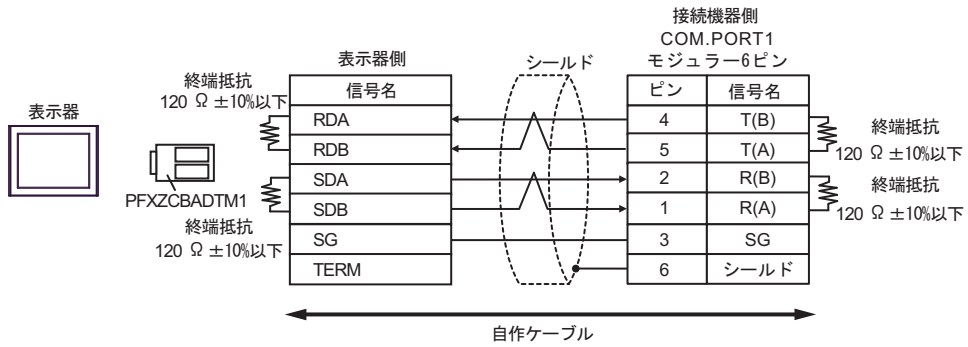 接続機器側
COM.PORT1
モジュラー6ピン
表示器側
シールド
終端抵抗
120 Ω ±10%以下
表示器
信号名
ピン
信号名
RDA
4
T(B)
終端抵抗
120 Ω ±10%以下
RDB
5
T(A)
SDA
2
R(B)
終端抵抗
120 Ω ±10%以下
PFXZCBADTM1
SDB
1
R(A)
終端抵抗
120 Ω ±10%以下
SG
3
SG
TERM
6
シールド
自作ケーブル